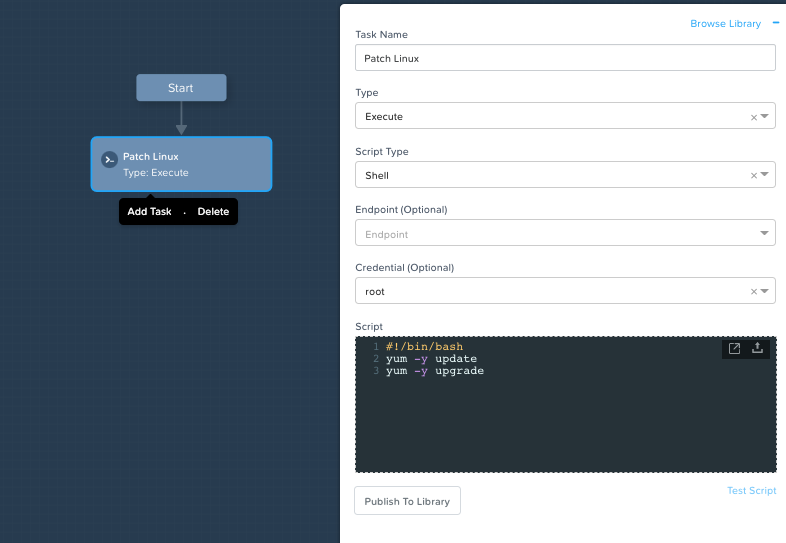 Browse Library
Start
Patch Linux
Type: Execute
Add Task . Delete
Task Name
Patch Linux
Type
Execute
Script Type
Shell
Endpoint (Optional)
Endpoint
Credential (Optional)
root
Script
1 #!/bin/bash
2 yum -y update
3 yum -y upgrade
Publish To Library
Test Script